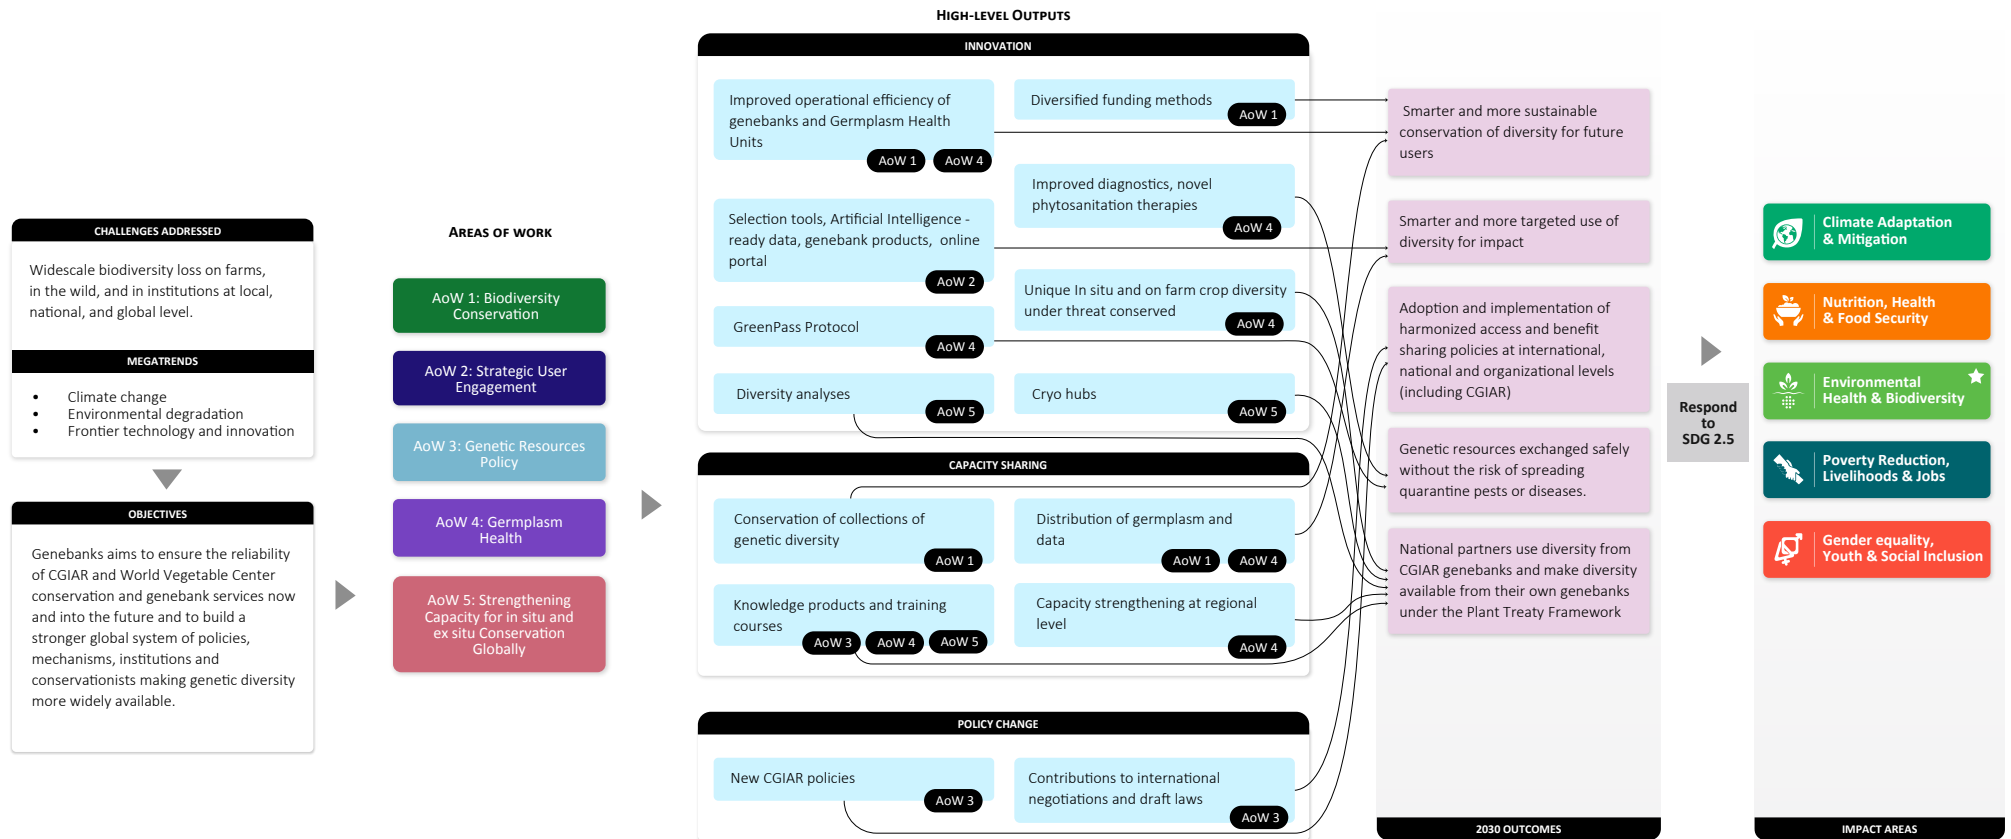 CHALLENGES ADDRESSED
Widescale biodiversity loss on farms,
in the wild, and in institutions at local,
national, and global level.
MEGATRENDS
• Climate change
• Environmental degradation
• Frontier technology and innovation
OBJECTIVES
Genebanks aims to ensure the reliability
of CGIAR and World Vegetable Center
conservation and genebank services now
and into the future and to build a
stronger global system of policies,
mechanisms, institutions and
conservationists making genetic diversity
more widely available.
AREAS OF WORK
AoW 1: Biodiversity
Conservation
AoW 2: Strategic User
Engagement
AoW 3: Genetic Resources
Policy
AoW 4: Germplasm
Health
AoW 5: Strengthening
Capacity for in situ and
ex situ Conservation
Globally
HIGH-LEVEL OUTPUTS
INNOVATION
Improved operational efficiency of
genebanks and Germplasm Health
Units
AoW 1 AoW 4
Selection tools, Artificial Intelligence -
ready data, genebank products, online
portal
AoW 2
GreenPass Protocol
AoW 4
Diversity analyses
AoW 5
Diversified funding methods
AoW 1
Improved diagnostics, novel
phytosanitation therapies
AoW 4
Unique In situ and on farm crop diversity
under threat conserved
AoW 4
Cryo hubs
AoW 5
CAPACITY SHARING
Conservation of collections of
genetic diversity
AoW 1
Knowledge products and training
courses
AoW 3 AoW 4 AoW 5
Distribution of germplasm and
data
AoW 1 AoW 4
Capacity strengthening at regional
level
AoW 4
POLICY CHANGE
New CGIAR policies
AoW 3
Contributions to international
negotiations and draft laws
AoW 3
Smarter and more sustainable
conservation of diversity for future
users
Smarter and more targeted use of
diversity for impact
Adoption and implementation of
harmonized access and benefit
sharing policies at international,
national and organizational levels
(including CGIAR)
Genetic resources exchanged safely
without the risk of spreading
quarantine pests or diseases.
National partners use diversity from
CGIAR genebanks and make diversity
available from their own genebanks
under the Plant Treaty Framework
2030 OUTCOMES
Respond
to
SDG 2.5
Climate Adaptation
& Mitigation
Nutrition, Health
& Food Security
Environmental
Health & Biodiversity
Poverty Reduction,
Livelihoods & Jobs
Gender equality,
Youth & Social Inclusion
IMPACT AREAS